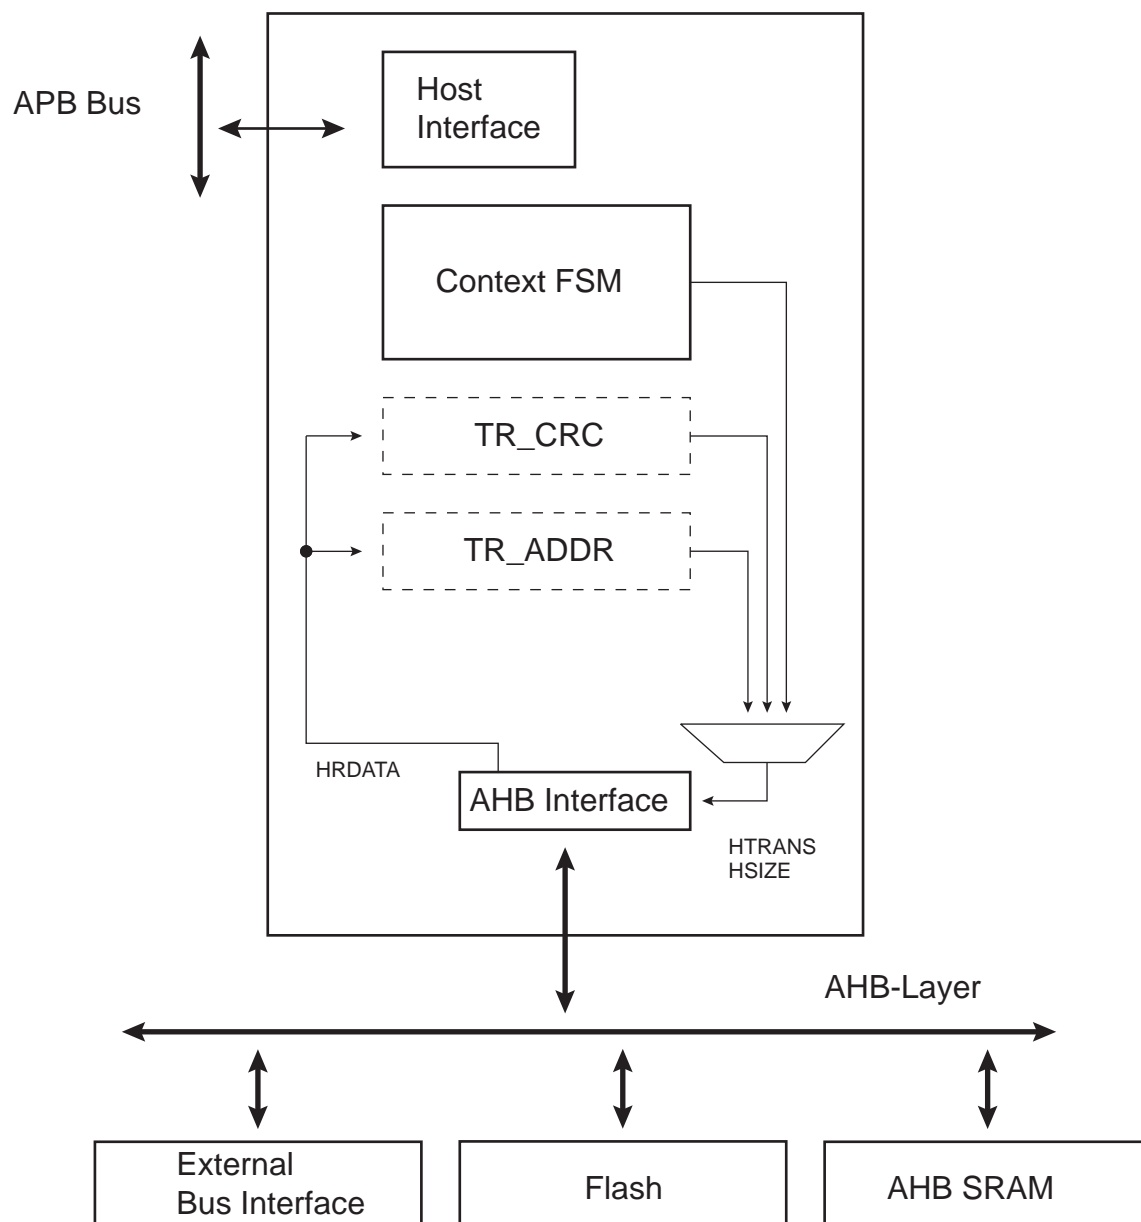 APB Bus
Host
Interface
Context FSM
TR_CRC
TR_ADDR
HRDATA
AHB Interface
HTRANS
HSIZE
AHB-Layer
External
Bus Interface
Flash
AHB SRAM